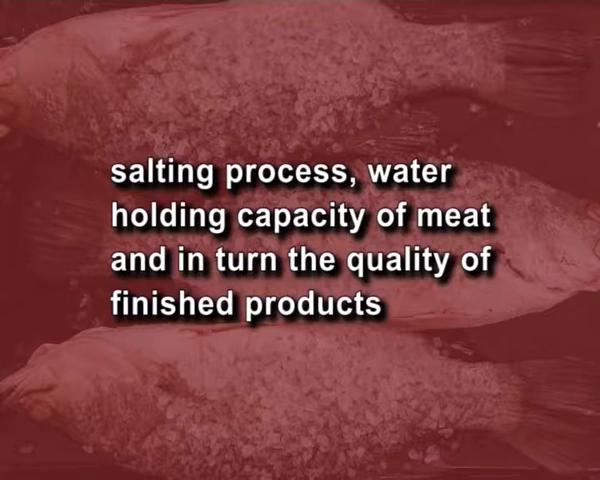 salting process, water
holding capacity of meat
and in turn the quality of
finished products